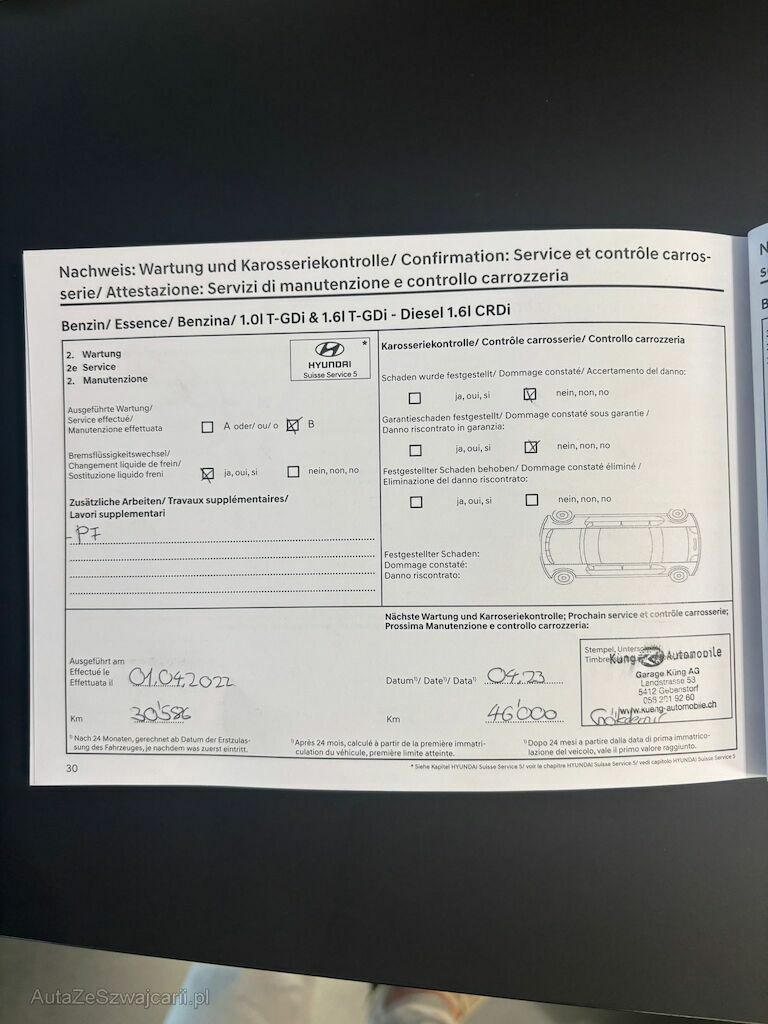 Nachweis: Wartung und Karosseriekontrolle/ Confirmation: Service et contrôle carros-
serie/ Attestazione: Servizi di manutenzione e controllo carrozzeria
Benzin/ Essence/ Benzina/ 1.0l T-GDi & 1.6l T-GDi - Diesel 1.6l CRDi
2. Wartung
2e Service
2. Manutenzione
*
HYUNDAI
Suisse Service 5
Ausgeführte Wartung/
Service effectué/
Manutenzione effettuata
A oder/ ou/ o
B
Bremsflüssigkeitswechsel/
Changement liquide de frein/
Sostituzione liquido freni
ja, oui, si
nein, non, no
Zusätzliche Arbeiten/ Travaux supplémentaires/
Lavori supplementari
Karosseriekontrolle/ Contrôle carrosserie/ Controllo carrozzeria
Schaden wurde festgestellt/ Dommage constaté/ Accertamento del danno:
ja, oui, si
nein, non, no
Garantieschaden festgestellt/ Dommage constaté sous garantie /
Danno riscontrato in garanzia:
ja, oui, si
nein, non, no
Festgestellter Schaden behoben/ Dommage constaté éliminé /
Eliminazione del danno riscontrato:
ja, oui, si
nein, non, no
Festgestellter Schaden:
Dommage constaté:
Danno riscontrato:
Ausgeführt am
Effectué le
Effettuata il
01.04.2022
Km
30'586
Nächste Wartung und Karroseriekontrolle; Prochain service et contrôle carrosserie;
Prossima Manutenzione e controllo carrozzeria:
Datum¹⁾/ Date¹⁾/ Data¹⁾
04.23
Km
46'000
Stempel,
Küng Automobile
Garage Küng AG
Landstrasse 53
5412 Gebenstorf
056 201 92 60
www.kueng-automobile.ch
¹⁾ Nach 24 Monaten, gerechnet ab Datum der Erstzulas-
sung des Fahrzeuges, je nachdem was zuerst eintritt.
¹⁾Après 24 mois, calculé à partir de la première immatri-
culation du véhicule, première limite atteinte.
¹⁾Dopo 24 mesi a partire dalla data di prima immatrico-
lazione del veicolo, vale il primo valore raggiunto.
30
* Siehe Kapitel HYUNDAI Suisse Service 5/ voir le chapitre HYUNDAI Suisse Service 5/ vedi capitolo HYUNDAI Suisse Service 5
AutaZeSzwajcarii.pl